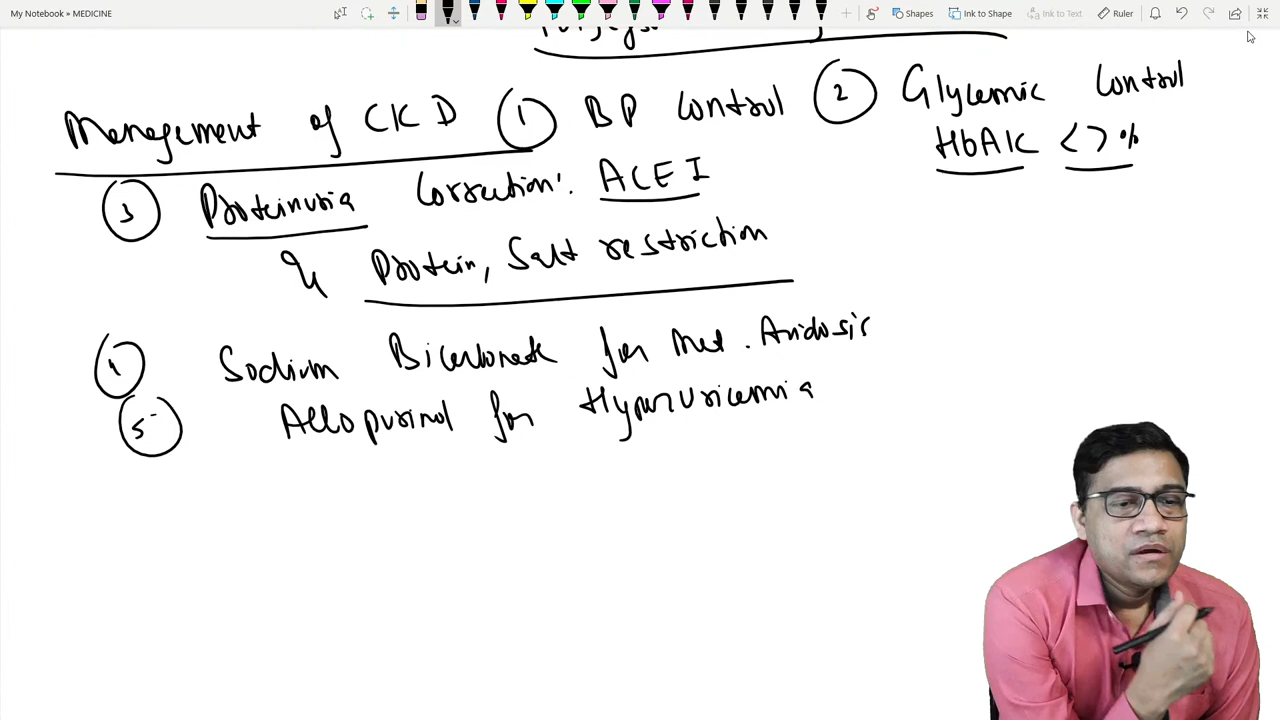 My Notebook » MEDICINE
Shapes Ink to Shape Ink to Text Ruler
Management of CKD ① BP control ② Glycemic control
HbA1c <7%
③ Proteinuria Correction: ACEI
Protein, Salt restriction
④ Sodium Bicarbonate for Met. Acidosis
⑤ Allopurinol for Hyperuricemia